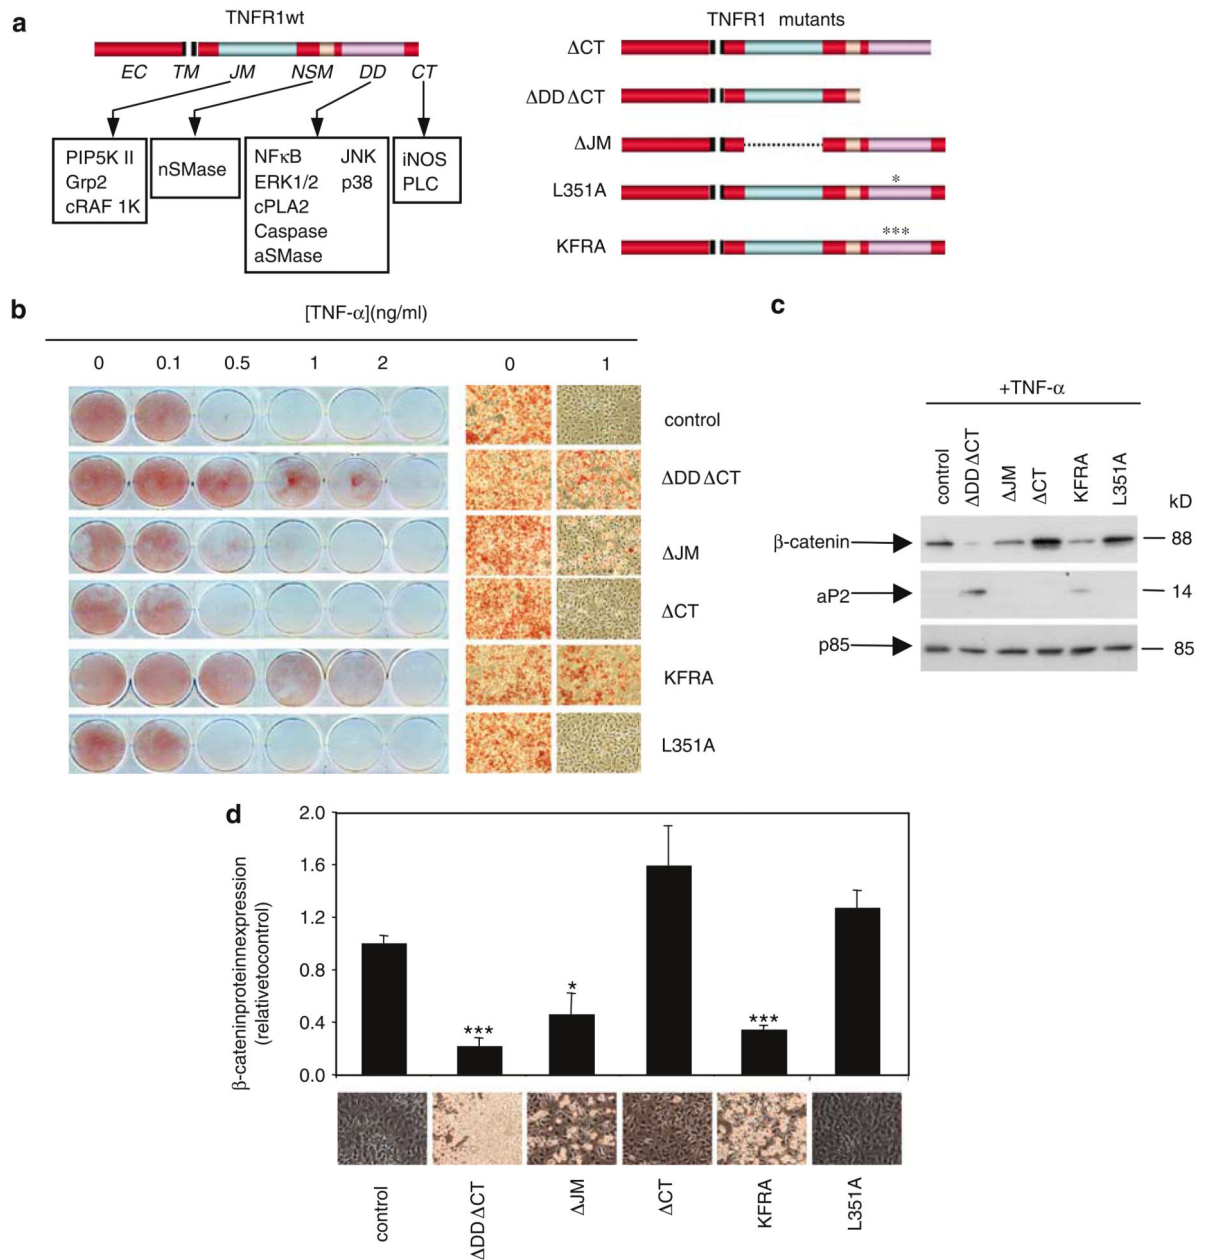 a
TNFR1wt
EC TM JM NSM DD CT
PIP5K II
Grp2
cRAF 1K
nSMase
NFκB JNK
ERK1/2 p38
cPLA2
Caspase
aSMase
iNOS
PLC
TNFR1 mutants
ΔCT
ΔDD ΔCT
ΔJM
*
L351A
***
KFRA
b
[TNF-α](ng/ml)
0 0.1 0.5 1 2 0 1
control
ΔDD ΔCT
ΔJM
ΔCT
KFRA
L351A
c
+TNF-α
control
ΔDD ΔCT
ΔJM
ΔCT
KFRA
L351A
kD
β-catenin 88
aP2 14
p85 85
d
β-cateninproteinnexpression
(relativetocontrol)
2.0
1.6
1.2
0.8
0.4
0.0
***
*
***
control
ΔDD ΔCT
ΔJM
ΔCT
KFRA
L351A